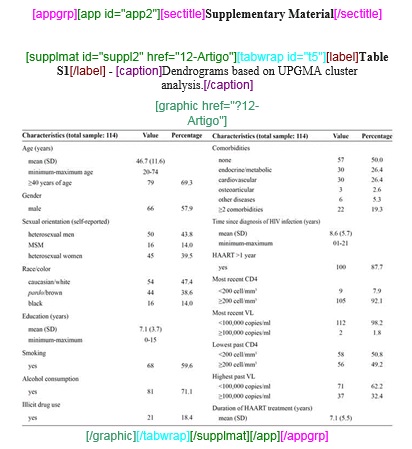 [appgrp][app id="app2"][sectitle]Supplementary Material[/sectitle]
[supplmat id="suppl2" href="12-Artigo"][tabwrap id="t5"][label]Table
S1[/label] - [caption]Dendrograms based on UPGMA cluster
analysis.[/caption]
[graphic href="?12-
Artigo"]
Characteristics (total sample: 114) Value Percentage
Age (years)
mean (SD) 46.7 (11.6)
minimum-maximum age 20-74
≥40 years of age 79 69.3
Gender
male 66 57.9
Sexual orientation (self-reported)
heterosexual men 50 43.8
MSM 16 14.0
heterosexual women 45 39.5
Race/color
caucasian/white 54 47.4
pardo/brown 44 38.6
black 16 14.0
Education (years)
mean (SD) 7.1 (3.7)
minimum-maximum 0-15
Smoking
yes 68 59.6
Alcohol consumption
yes 81 71.1
Illicit drug use
yes 21 18.4
Characteristics (total sample: 114) Value Percentage
Comorbidities
none 57 50.0
endocrine/metabolic 30 26.4
cardiovascular 30 26.4
osteoarticular 3 2.6
other diseases 6 5.3
≥2 comorbidities 22 19.3
Time since diagnosis of HIV infection (years)
mean (SD) 8.6 (5.7)
minimum-maximum 01-21
HAART >1 year
yes 100 87.7
Most recent CD4
<200 cell/mm³ 9 7.9
≥200 cell/mm³ 105 92.1
Most recent VL
<100,000 copies/ml 112 98.2
≥100,000 copies/ml 2 1.8
Lowest past CD4
<200 cell/mm³ 58 50.8
≥200 cell/mm³ 56 49.2
Highest past VL
<100,000 copies/ml 71 62.2
≥100,000 copies/ml 37 32.4
Duration of HAART treatment (years)
mean (SD) 7.1 (5.5)
[/graphic][/tabwrap][/supplmat][/app][/appgrp]